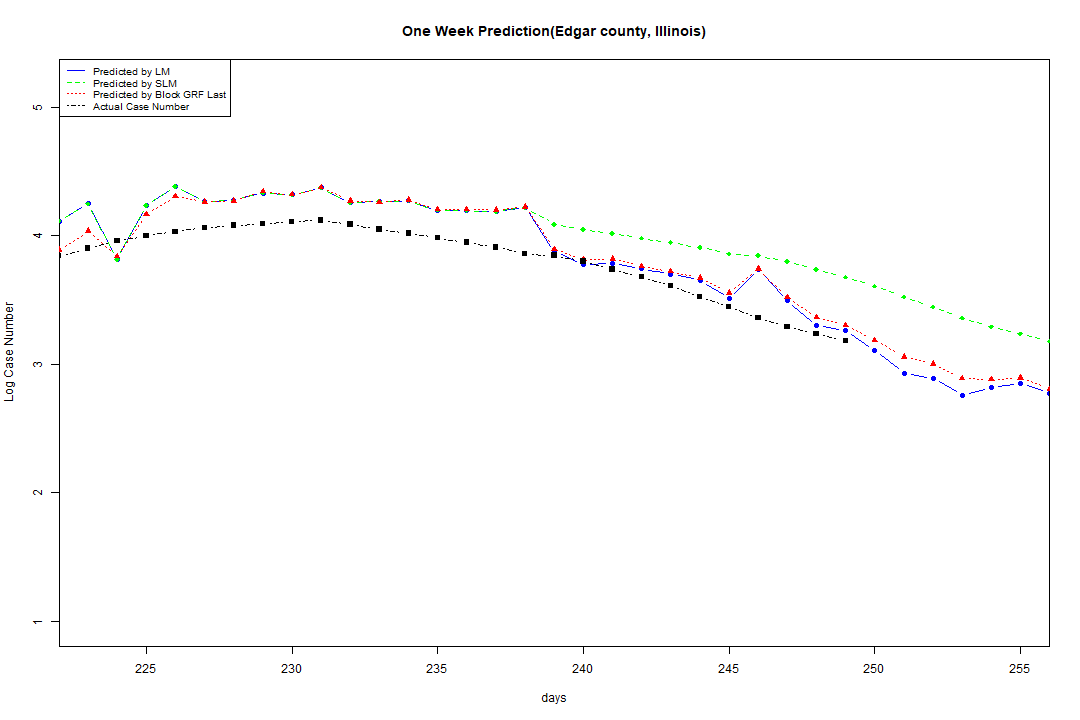 One Week Prediction(Edgar county, Illinois)
Predicted by LM
Predicted by SLM
Predicted by Block GRF Last
Actual Case Number
5
4
3
2
1
Log Case Number
225 230 235 240 245 250 255
days